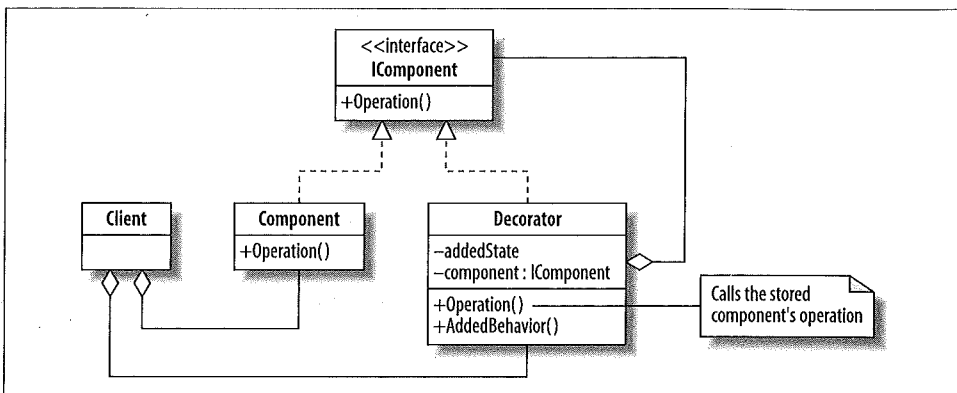 <<interface>>
IComponent
+Operation()
Client
Component
+Operation()
Decorator
–addedState
–component : IComponent
+Operation()
+AddedBehavior()
Calls the stored
component's operation